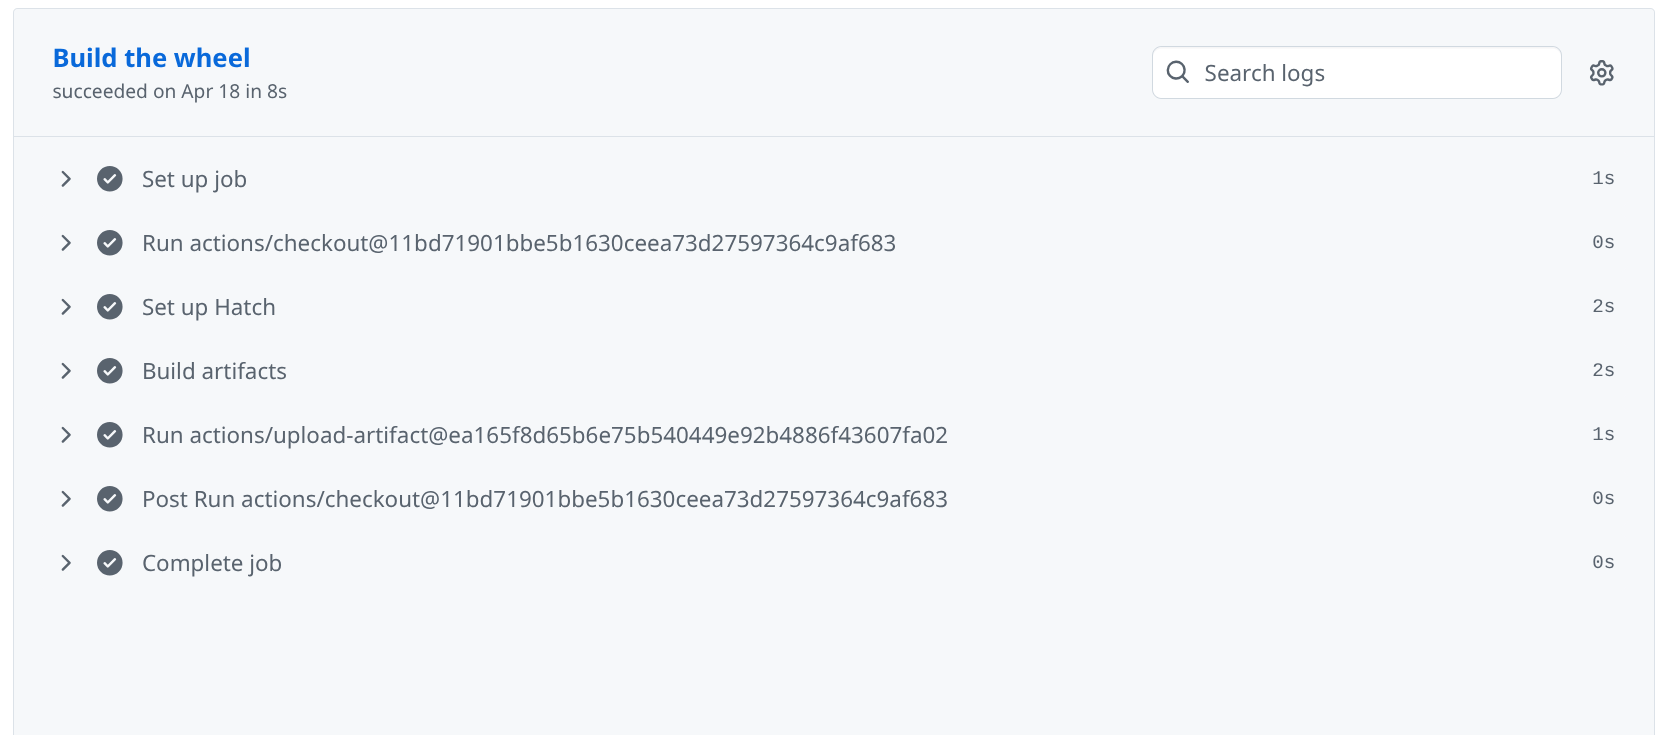 Build the wheel
succeeded on Apr 18 in 8s
Search logs
Set up job 1s
Run actions/checkout@11bd71901bbe5b1630ceea73d27597364c9af683 0s
Set up Hatch 2s
Build artifacts 2s
Run actions/upload-artifact@ea165f8d65b6e75b540449e92b4886f43607fa02 1s
Post Run actions/checkout@11bd71901bbe5b1630ceea73d27597364c9af683 0s
Complete job 0s